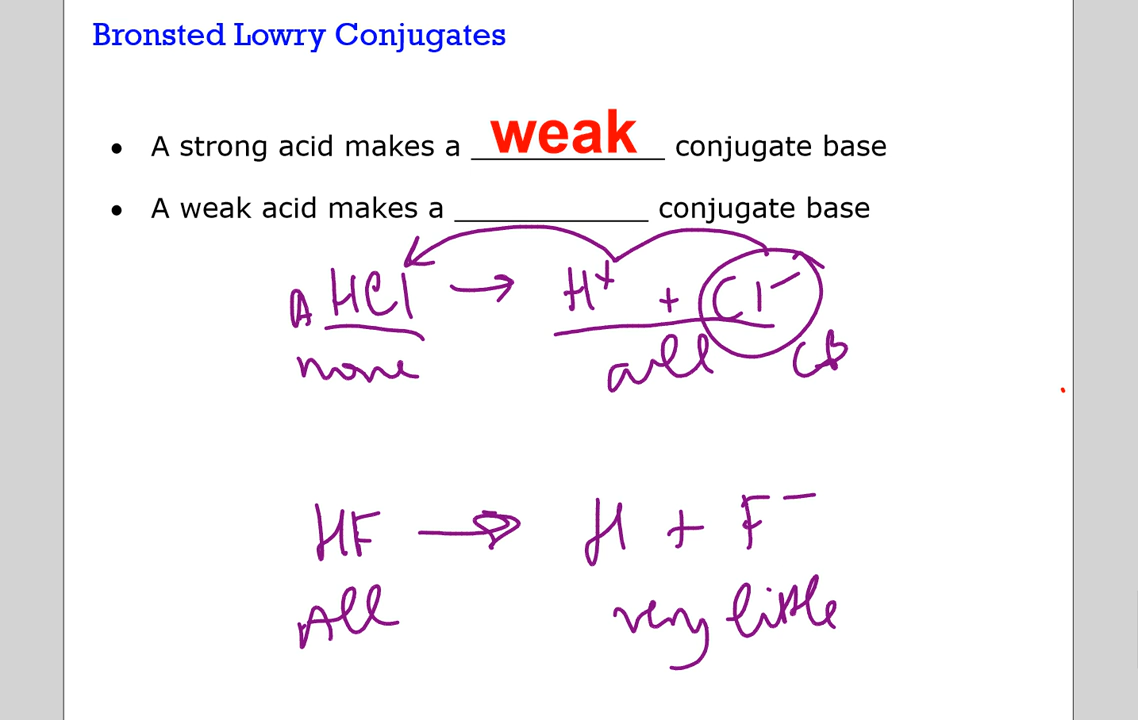 Bronsted Lowry Conjugates
• A strong acid makes a weak conjugate base
• A weak acid makes a ____________ conjugate base
A HCl → H+ + Cl−
none all CB
HF → H + F−
All very little